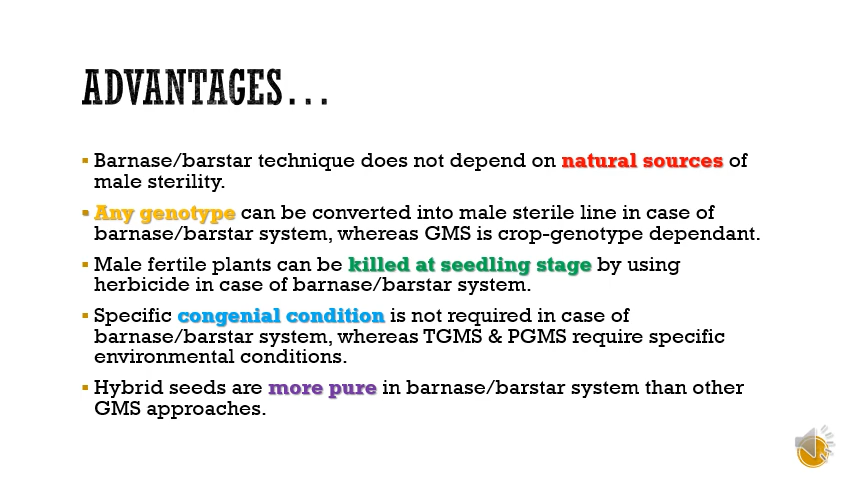 ADVANTAGES...
▪ Barnase/barstar technique does not depend on natural sources of
male sterility.
▪ Any genotype can be converted into male sterile line in case of
barnase/barstar system, whereas GMS is crop-genotype dependant.
▪ Male fertile plants can be killed at seedling stage by using
herbicide in case of barnase/barstar system.
▪ Specific congenial condition is not required in case of
barnase/barstar system, whereas TGMS & PGMS require specific
environmental conditions.
▪ Hybrid seeds are more pure in barnase/barstar system than other
GMS approaches.